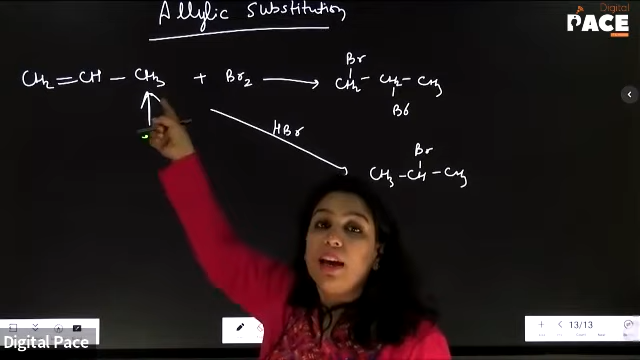 Allylic Substitution
Digital
PACE
CH2=CH-CH3 + Br2 → CH2-CH2-CH3
Br
Br
HBr
CH3-CH-CH3
Br
13/13
Digital Pace